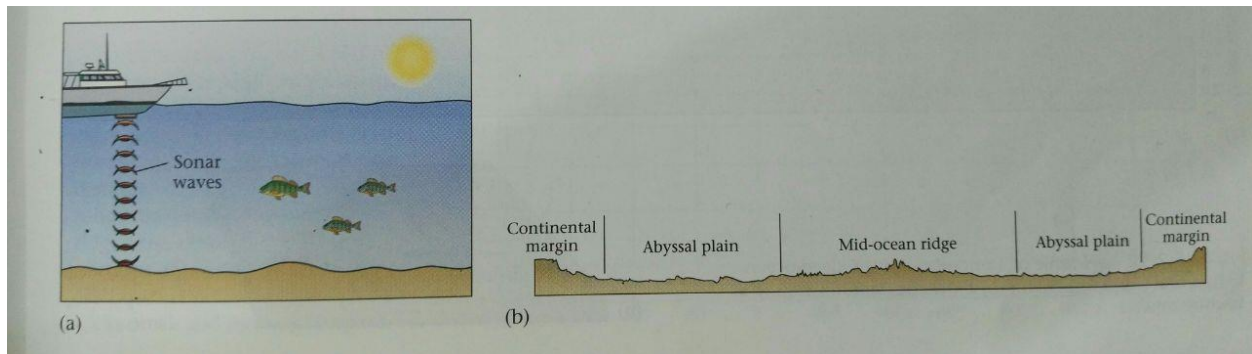 Sonar
waves
(a)
Continental
margin
Abyssal plain
Mid-ocean ridge
Abyssal plain
Continental
margin
(b)